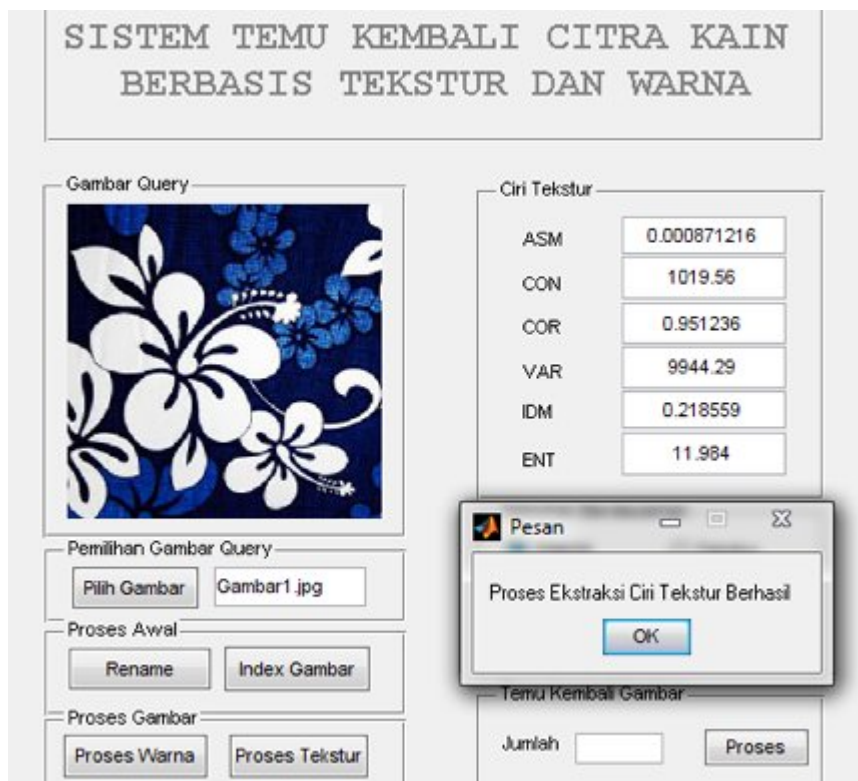 SISTEM TEMU KEMBALI CITRA KAIN
BERBASIS TEKSTUR DAN WARNA
Gambar Query
Pemilihan Gambar Query
Pilih Gambar
Gambar1.jpg
Proses Awal
Rename
Index Gambar
Proses Gambar
Proses Warna
Proses Tekstur
Ciri Tekstur
ASM 0.000871216
CON 1019.56
COR 0.951236
VAR 9944.29
IDM 0.218559
ENT 11.984
Pesan
Proses Ekstraksi Ciri Tekstur Berhasil
OK
Temu Kembali Gambar
Jumlah
Proses